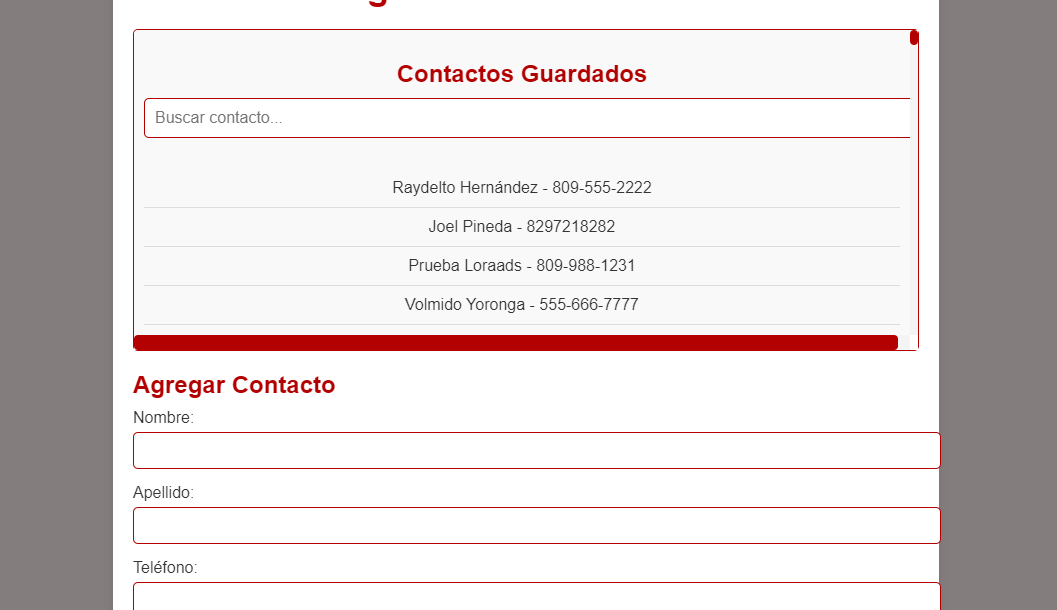 Contactos Guardados
Buscar contacto...
Raydelto Hernández - 809-555-2222
Joel Pineda - 8297218282
Prueba Loraads - 809-988-1231
Volmido Yoronga - 555-666-7777
Agregar Contacto
Nombre:
Apellido:
Teléfono: